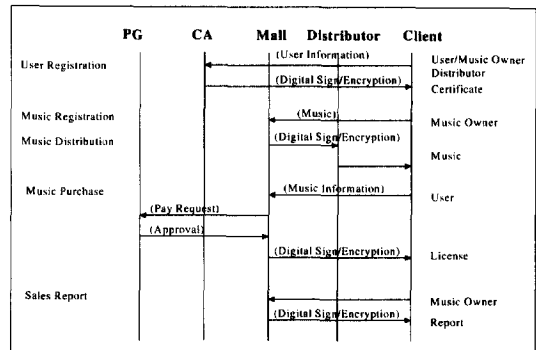 PG CA Mall Distributor Client
(User Information)
User Registration
User/Music Owner
Distributor
(Digital Sign/Encryption)
Certificate
Music Registration
(Music)
Music Owner
Music Distribution
(Digital Sign/Encryption)
Music
Music Purchase
(Music Information)
User
(Pay Request)
(Approval)
(Digital Sign/Encryption)
License
Sales Report
Music Owner
(Digital Sign/Encryption)
Report